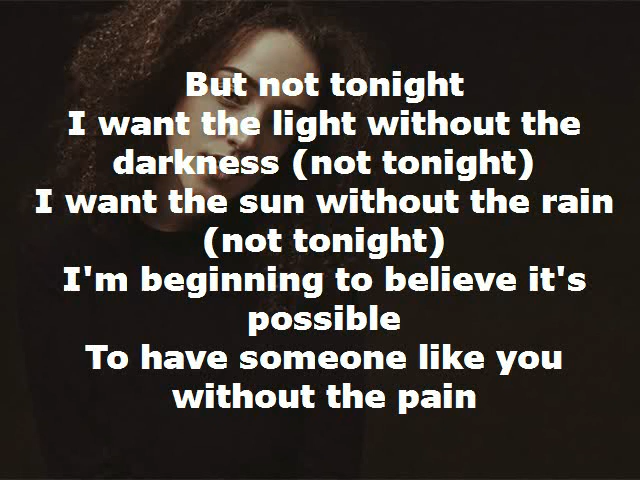 But not tonight
I want the light without the
darkness (not tonight)
I want the sun without the rain
(not tonight)
I'm beginning to believe it's
possible
To have someone like you
without the pain